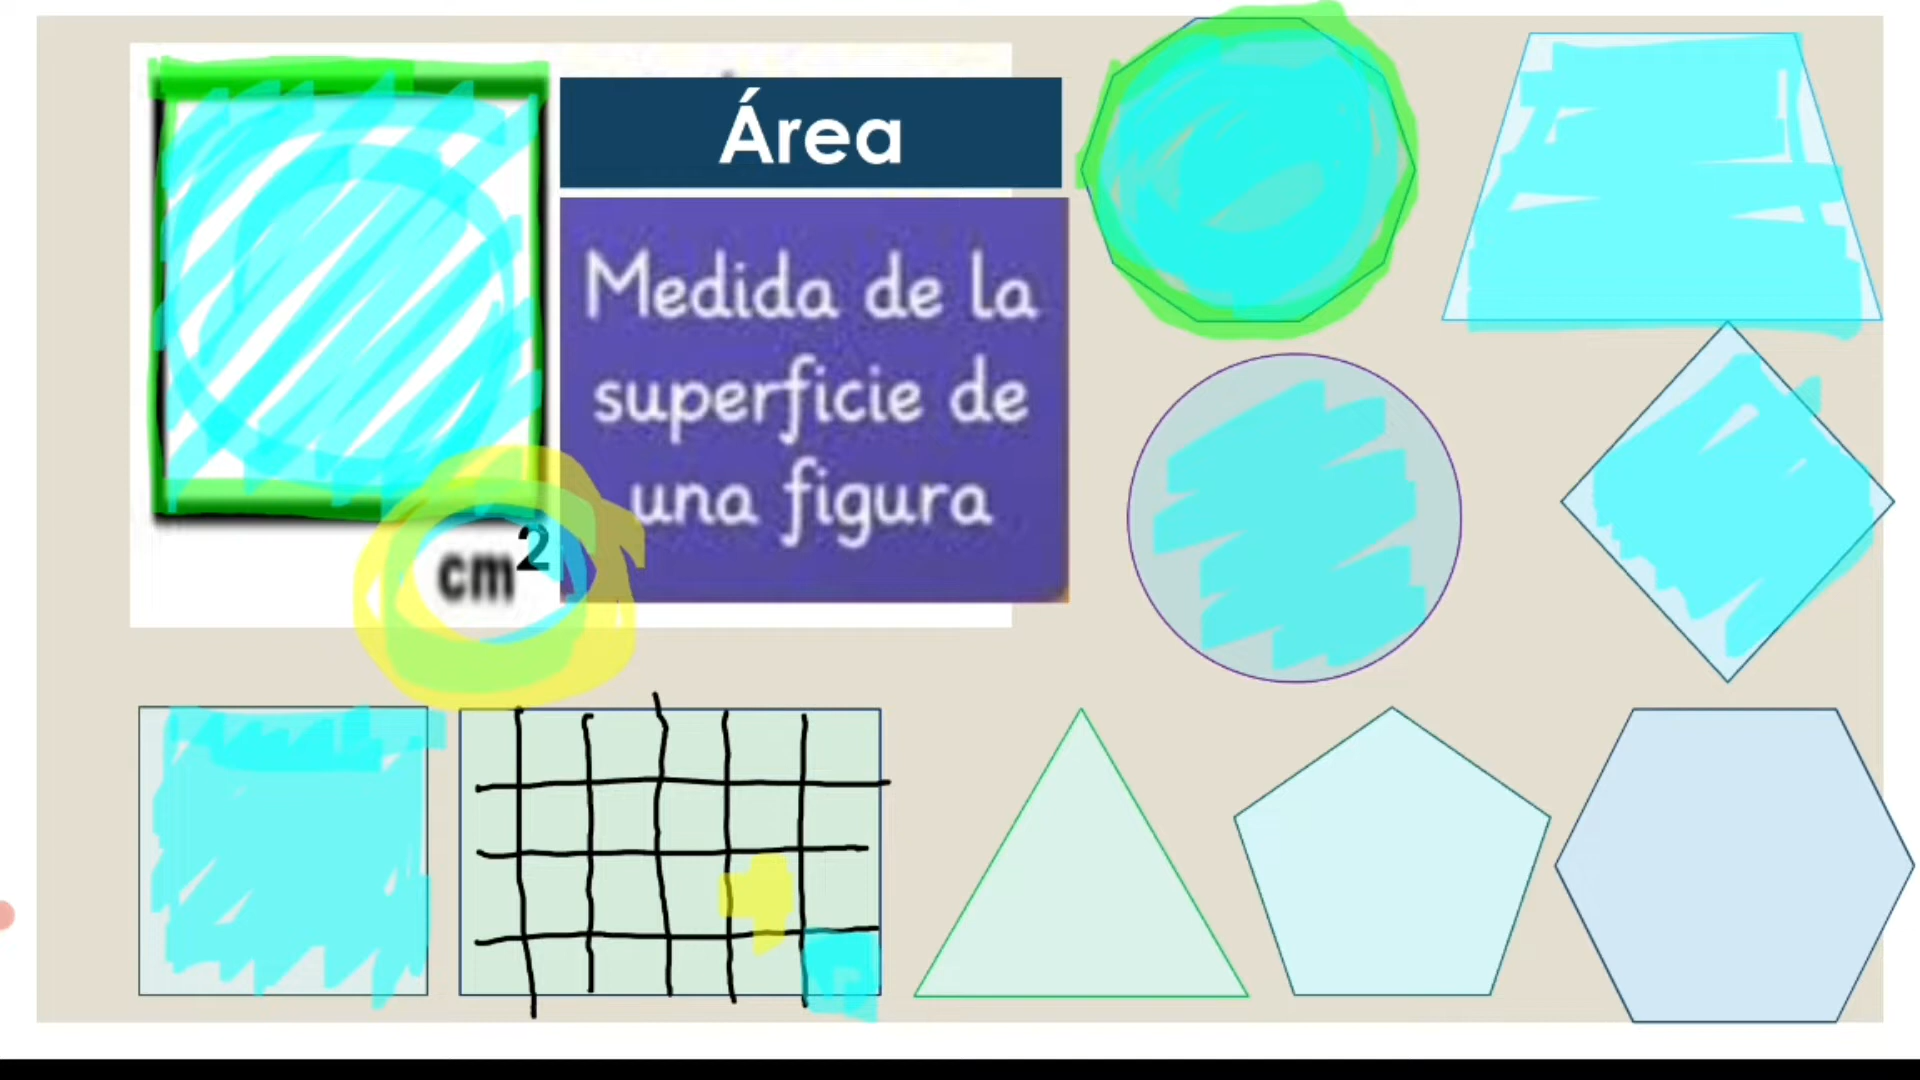 Área
Medida de la
superficie de
una figura
cm²